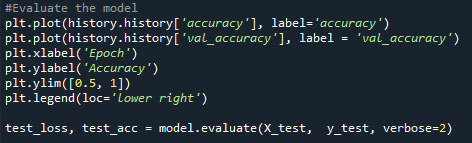 #Evaluate the model
plt.plot(history.history['accuracy'], label='accuracy')
plt.plot(history.history['val_accuracy'], label = 'val_accuracy')
plt.xlabel('Epoch')
plt.ylabel('Accuracy')
plt.ylim([0.5, 1])
plt.legend(loc='lower right')
test_loss, test_acc = model.evaluate(X_test,  y_test, verbose=2)